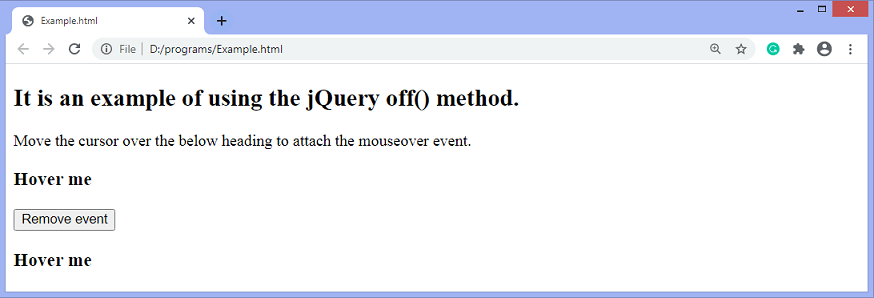 Example.html
File | D:/programs/Example.html
It is an example of using the jQuery off() method.
Move the cursor over the below heading to attach the mouseover event.
Hover me
Remove event
Hover me